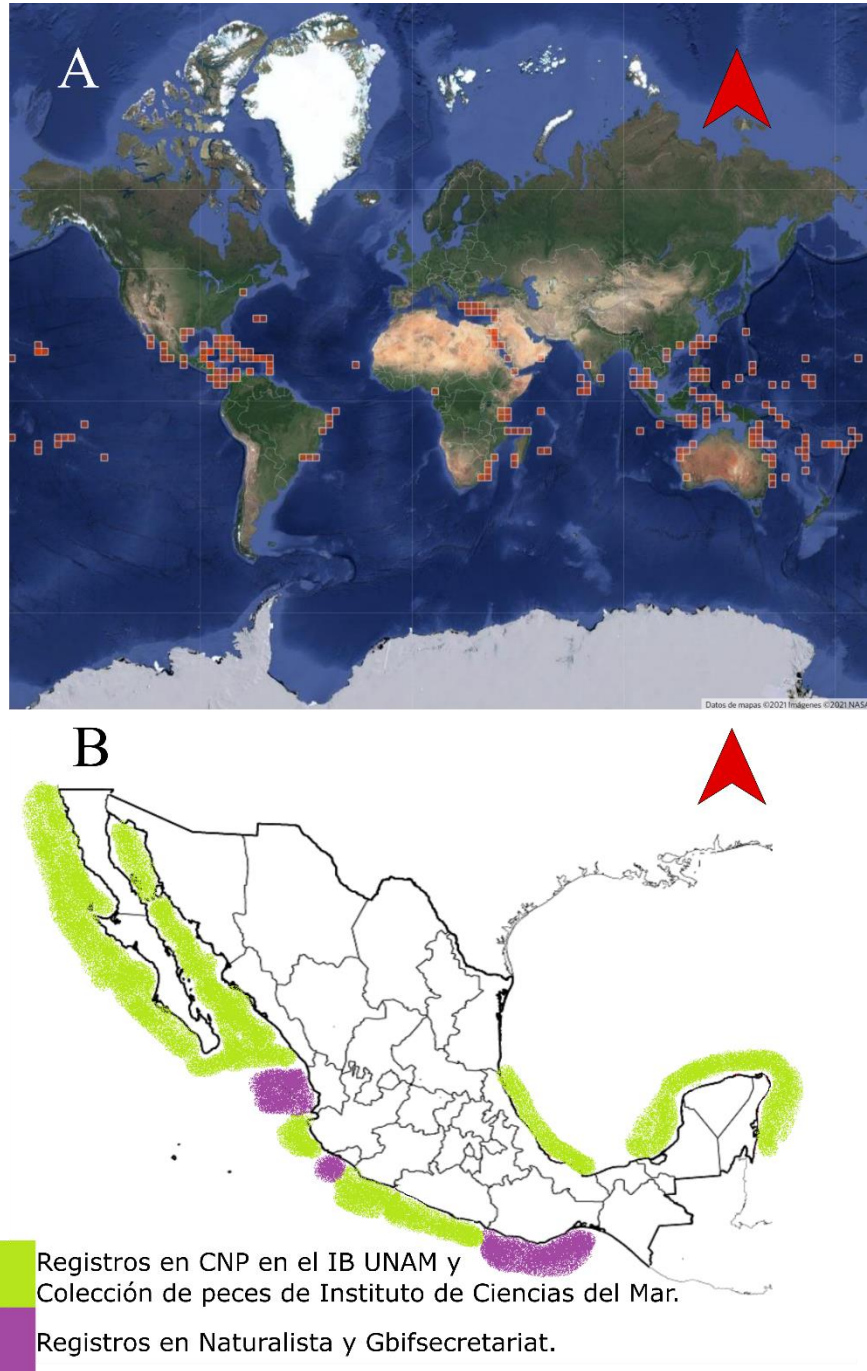 A
Datos de mapas ©2021 Imágenes ©2021 NASA
B
Registros en CNP en el IB UNAM y
Colección de peces de Instituto de Ciencias del Mar.
Registros en Naturalista y Gbifsecretariat.